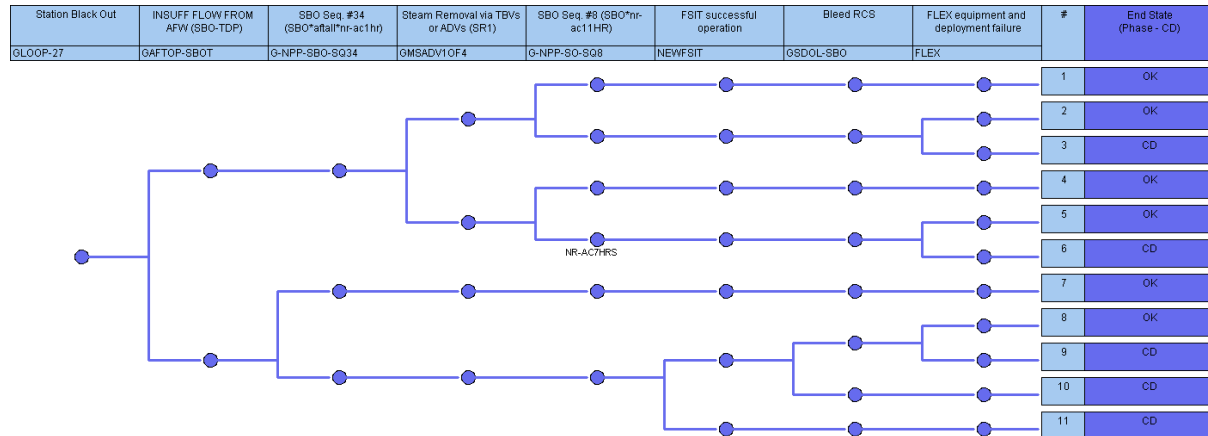 Station Black Out
INSUFF FLOW FROM
AFW (SBO-TDP)
SBO Seq. #34
(SBO*aftall*nr-ac1hr)
Steam Removal via TBVs
or ADVs (SR1)
SBO Seq. #8 (SBO*nr-
ac11HR)
FSIT successful
operation
Bleed RCS
FLEX equipment and
deployment failure
#
End State
(Phase - CD)
GLOOP-27
GAFTOP-SBOT
G-NPP-SBO-SQ34
GMSADV1OF4
G-NPP-SO-SQ8
NEWFSIT
GSDOL-SBO
FLEX
1 OK
2 OK
3 CD
4 OK
5 OK
NR-AC7HRS
6 CD
7 OK
8 OK
9 CD
10 CD
11 CD